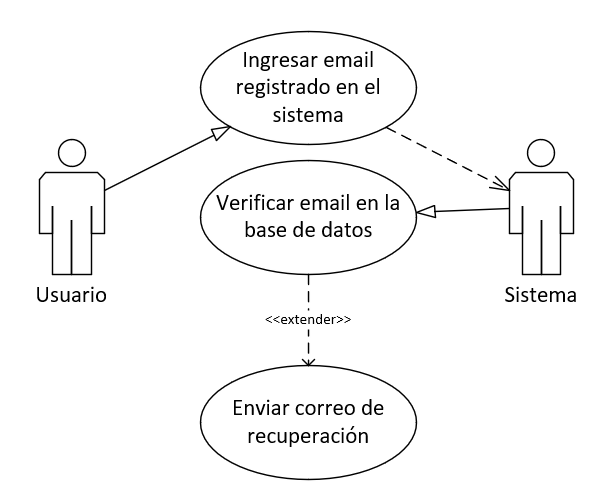 Ingresar email
registrado en el
sistema
Verificar email en la
base de datos
Usuario
Sistema
<<extender>>
Enviar correo de
recuperación